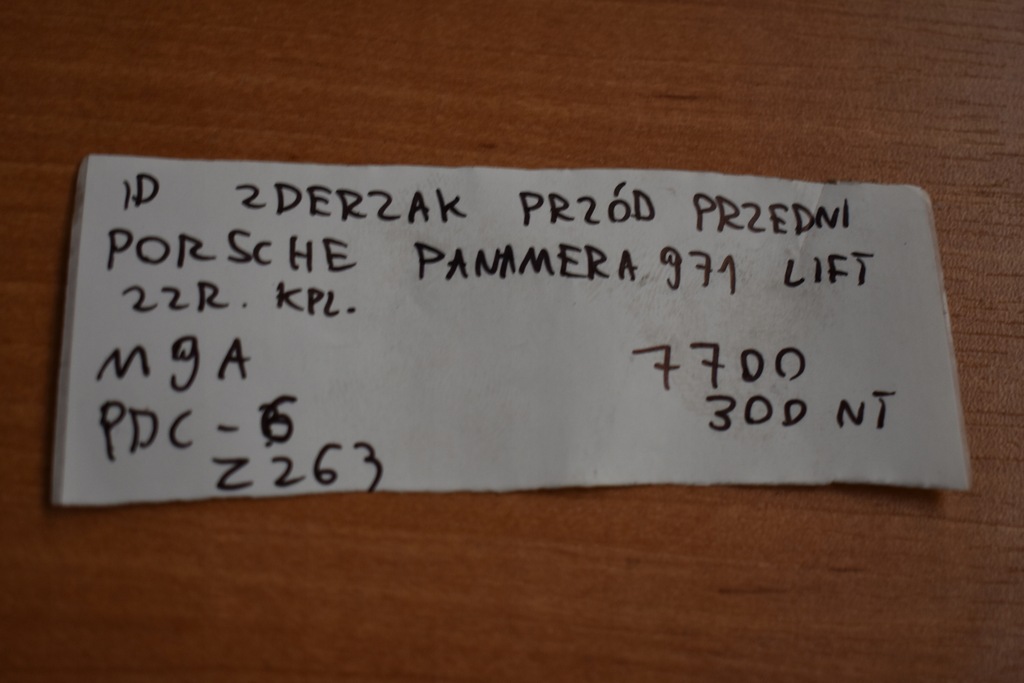 ID ZDERZAK PRZÓD PRZEDNI
PORSCHE PANAMERA 971 LIFT
22R. KPL.
M9A 7700
PDC - 6 300 NT
Z263